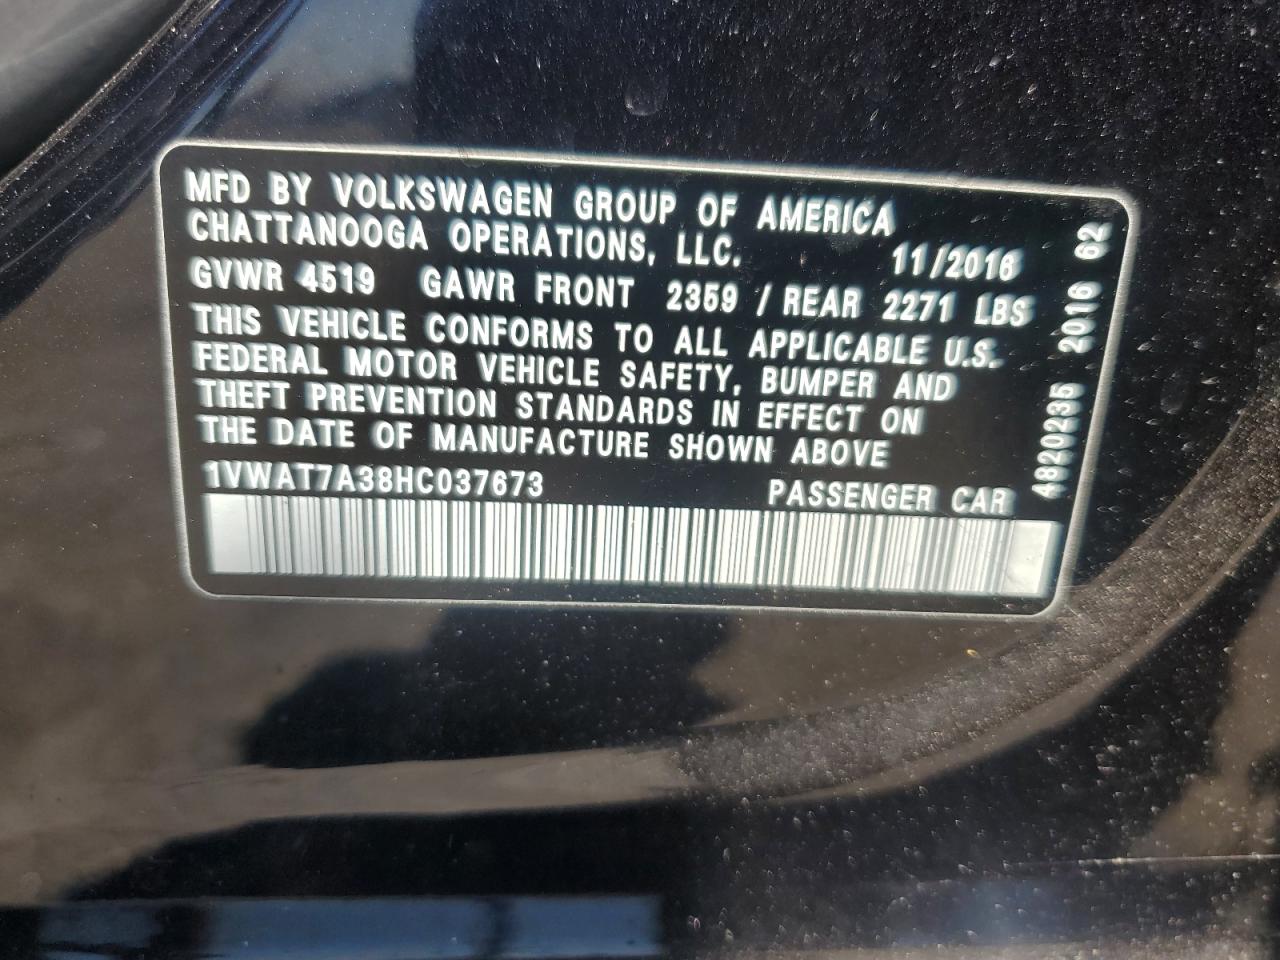 MFD BY VOLKSWAGEN GROUP OF AMERICA
CHATTANOOGA OPERATIONS, LLC. 11/2016
GVWR 4519 GAWR FRONT 2359 / REAR 2271 LBS
THIS VEHICLE CONFORMS TO ALL APPLICABLE U.S.
FEDERAL MOTOR VEHICLE SAFETY, BUMPER AND
THEFT PREVENTION STANDARDS IN EFFECT ON
THE DATE OF MANUFACTURE SHOWN ABOVE
1VWAT7A38HC037673 PASSENGER CAR
4820235 2016 62